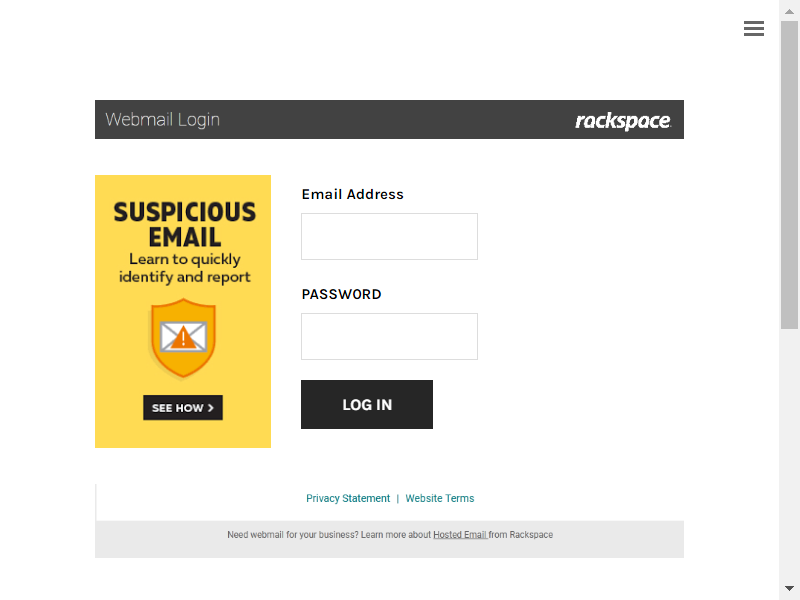 Webmail Login
rackspace
SUSPICIOUS
EMAIL
Learn to quickly
identify and report
SEE HOW >
Email Address
PASSW0RD
LOG IN
Privacy Statement | Website Terms
Need webmail for your business? Learn more about Hosted Email from Rackspace